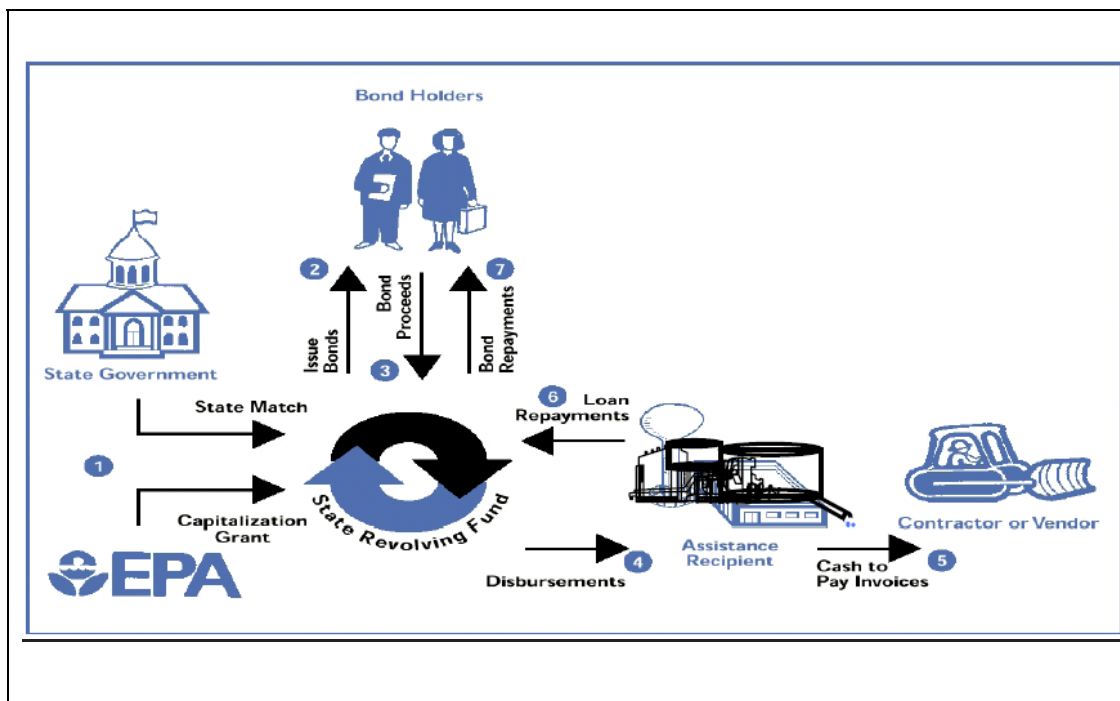 Bond Holders
2
7
Issue
Bonds
Bond
Proceeds
Bond
Repayments
3
State Government
State Match
6
Loan
Repayments
1
Capitalization
Grant
State Revolving Fund
EPA
Disbursements
4
Assistance
Recipient
Cash to
Pay Invoices
5
Contractor or Vendor